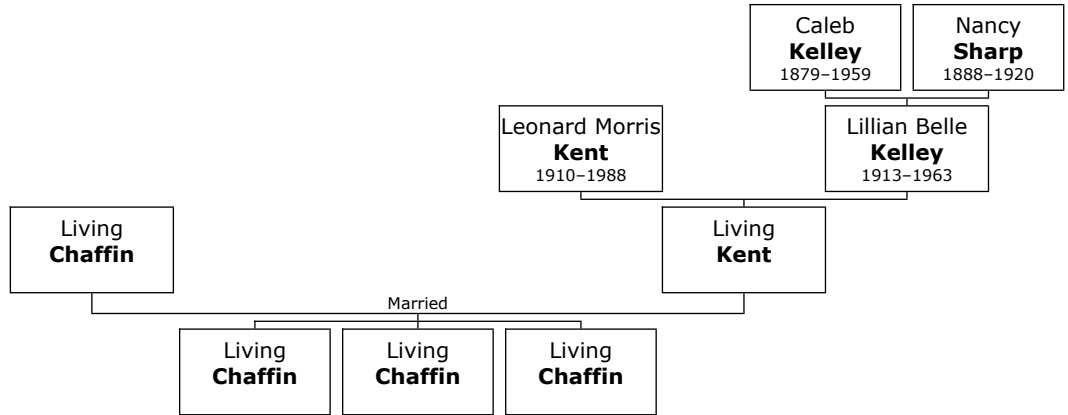 Caleb
Kelley
1879–1959
Nancy
Sharp
1888–1920
Leonard Morris
Kent
1910–1988
Lillian Belle
Kelley
1913–1963
Living
Chaffin
Living
Kent
Married
Living
Chaffin
Living
Chaffin
Living
Chaffin